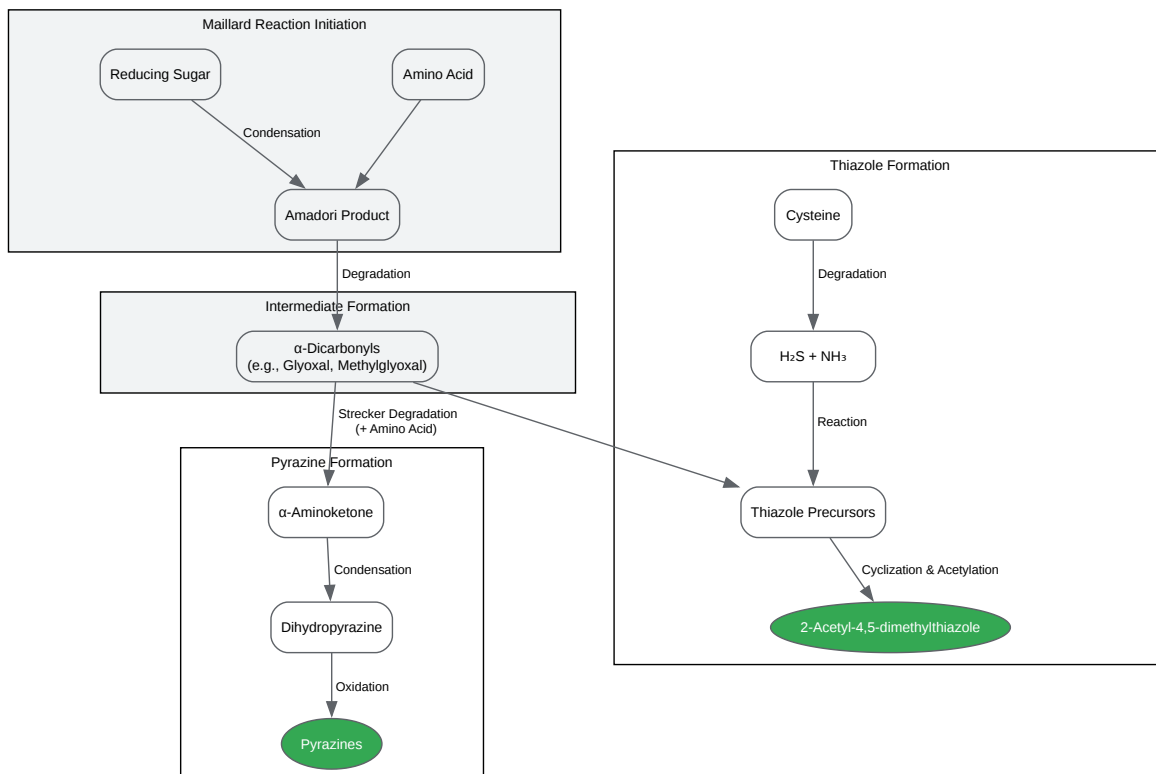 Maillard Reaction Initiation
Reducing Sugar
Amino Acid
Condensation
Amadori Product
Degradation
Intermediate Formation
α-Dicarbonyls
(e.g., Glyoxal, Methylglyoxal)
Strecker Degradation
(+ Amino Acid)
Pyrazine Formation
α-Aminoketone
Condensation
Dihydropyrazine
Oxidation
Pyrazines
Thiazole Formation
Cysteine
Degradation
H₂S + NH₃
Reaction
Thiazole Precursors
Cyclization & Acetylation
2-Acetyl-4,5-dimethylthiazole